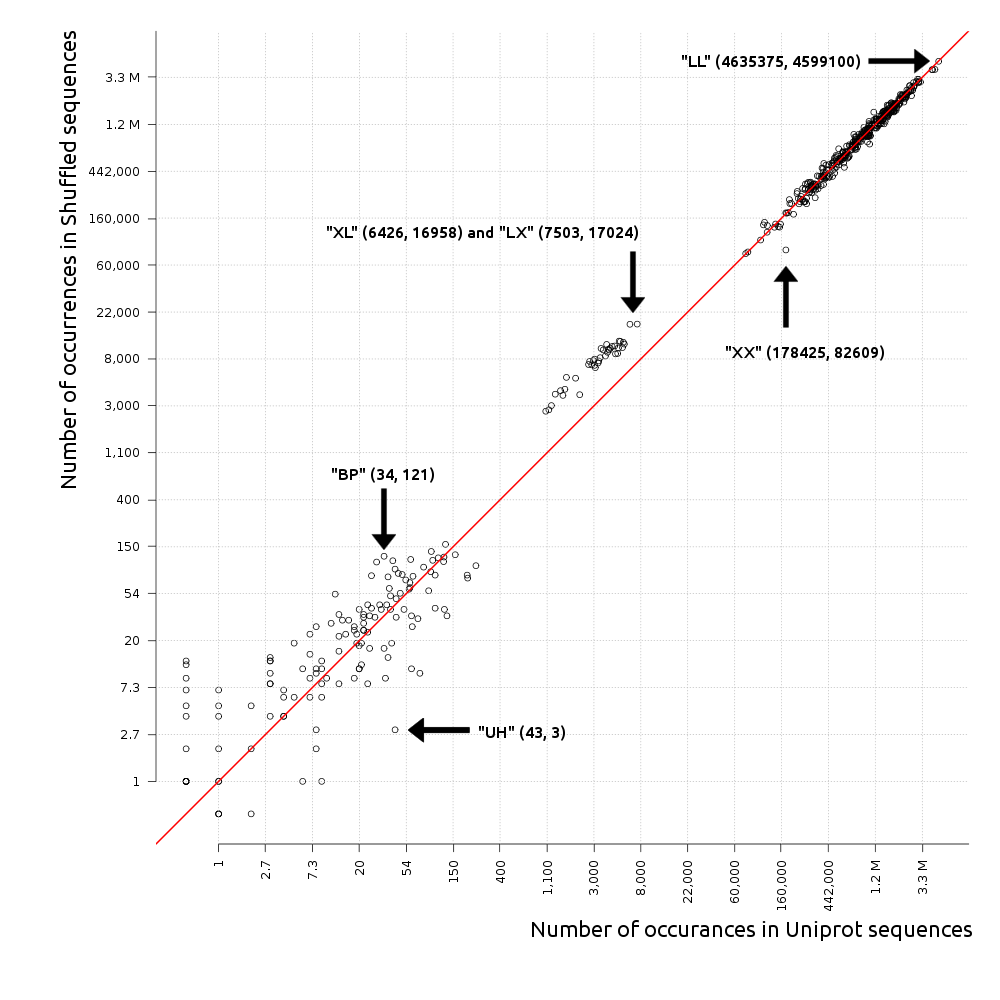 Number of occurrences in Shuffled sequences
"LL" (4635375, 4599100)
3.3 M
1.2 M
442,000
160,000
"XL" (6426, 16958) and "LX" (7503, 17024)
60,000
22,000
"XX" (178425, 82609)
8,000
3,000
1,100
"BP" (34, 121)
400
150
54
20
7.3
2.7
"UH" (43, 3)
1
1
2.7
7.3
20
54
150
400
1,100
3,000
8,000
22,000
60,000
160,000
442,000
1.2 M
3.3 M
Number of occurances in Uniprot sequences